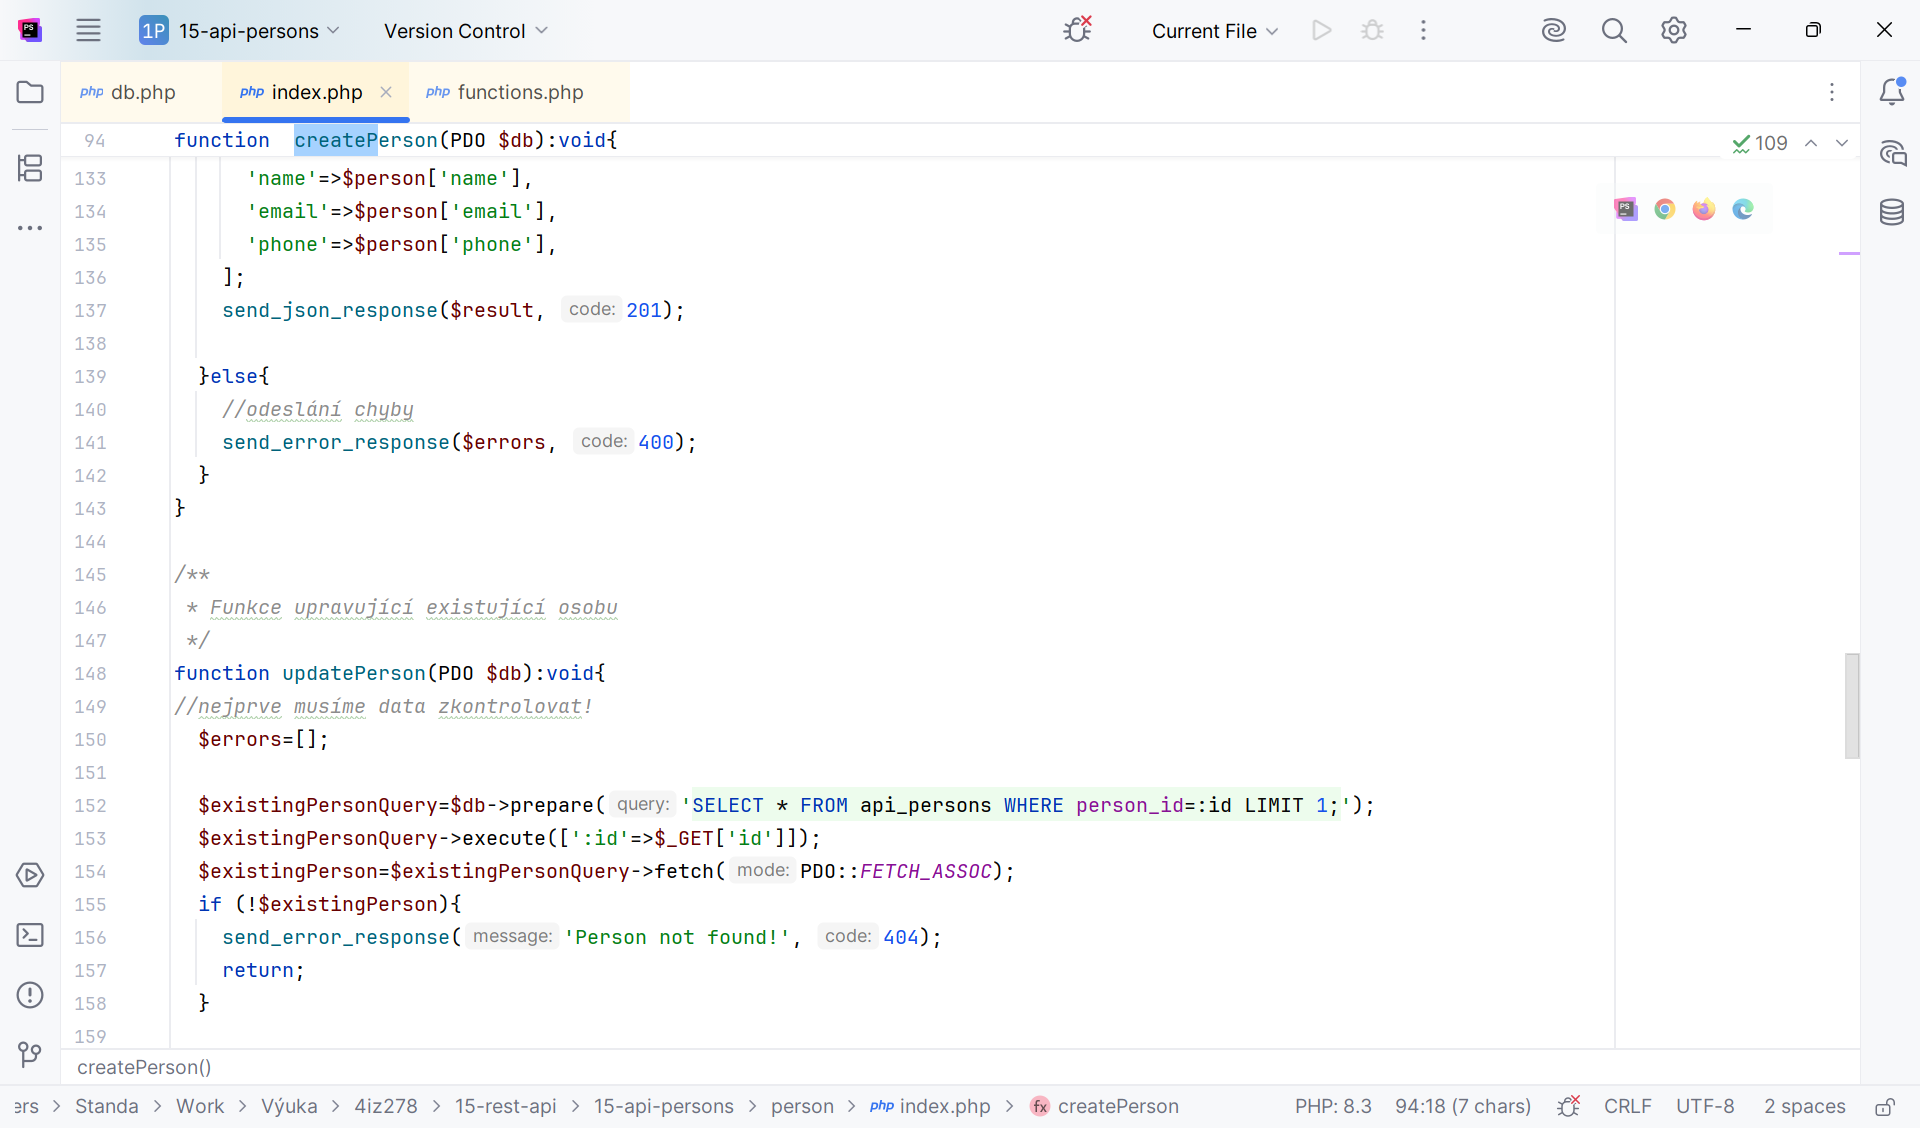 PS 1P 15-api-persons Version Control Current File
php db.php php index.php php functions.php
94 function createPerson(PDO $db):void{ 109
133 'name'=>$person['name'],
134 'email'=>$person['email'],
135 'phone'=>$person['phone'],
136 ];
137 send_json_response($result, code: 201);
138
139 }else{
140 //odeslání chyby
141 send_error_response($errors, code: 400);
142 }
143 }
144
145 /**
146 * Funkce upravující existující osobu
147 */
148 function updatePerson(PDO $db):void{
149 //nejprve musíme data zkontrolovat!
150 $errors=[];
151
152 $existingPersonQuery=$db->prepare( query: 'SELECT * FROM api_persons WHERE person_id=:id LIMIT 1;');
153 $existingPersonQuery->execute([':id'=>$_GET['id']]);
154 $existingPerson=$existingPersonQuery->fetch( mode: PDO::FETCH_ASSOC);
155 if (!$existingPerson){
156 send_error_response( message: 'Person not found!', code: 404);
157 return;
158 }
159
createPerson()
ers > Standa > Work > Výuka > 4iz278 > 15-rest-api > 15-api-persons > person > php index.php > fx createPerson PHP: 8.3 94:18 (7 chars) CRLF UTF-8 2 spaces